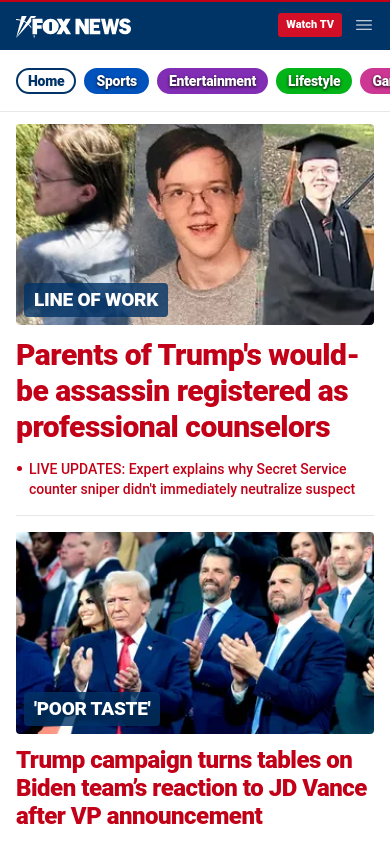 FOX NEWS
Watch TV
Home
Sports
Entertainment
Lifestyle
LINE OF WORK
Parents of Trump's would-
be assassin registered as
professional counselors
• LIVE UPDATES: Expert explains why Secret Service
counter sniper didn't immediately neutralize suspect
'POOR TASTE'
Trump campaign turns tables on
Biden team’s reaction to JD Vance
after VP announcement